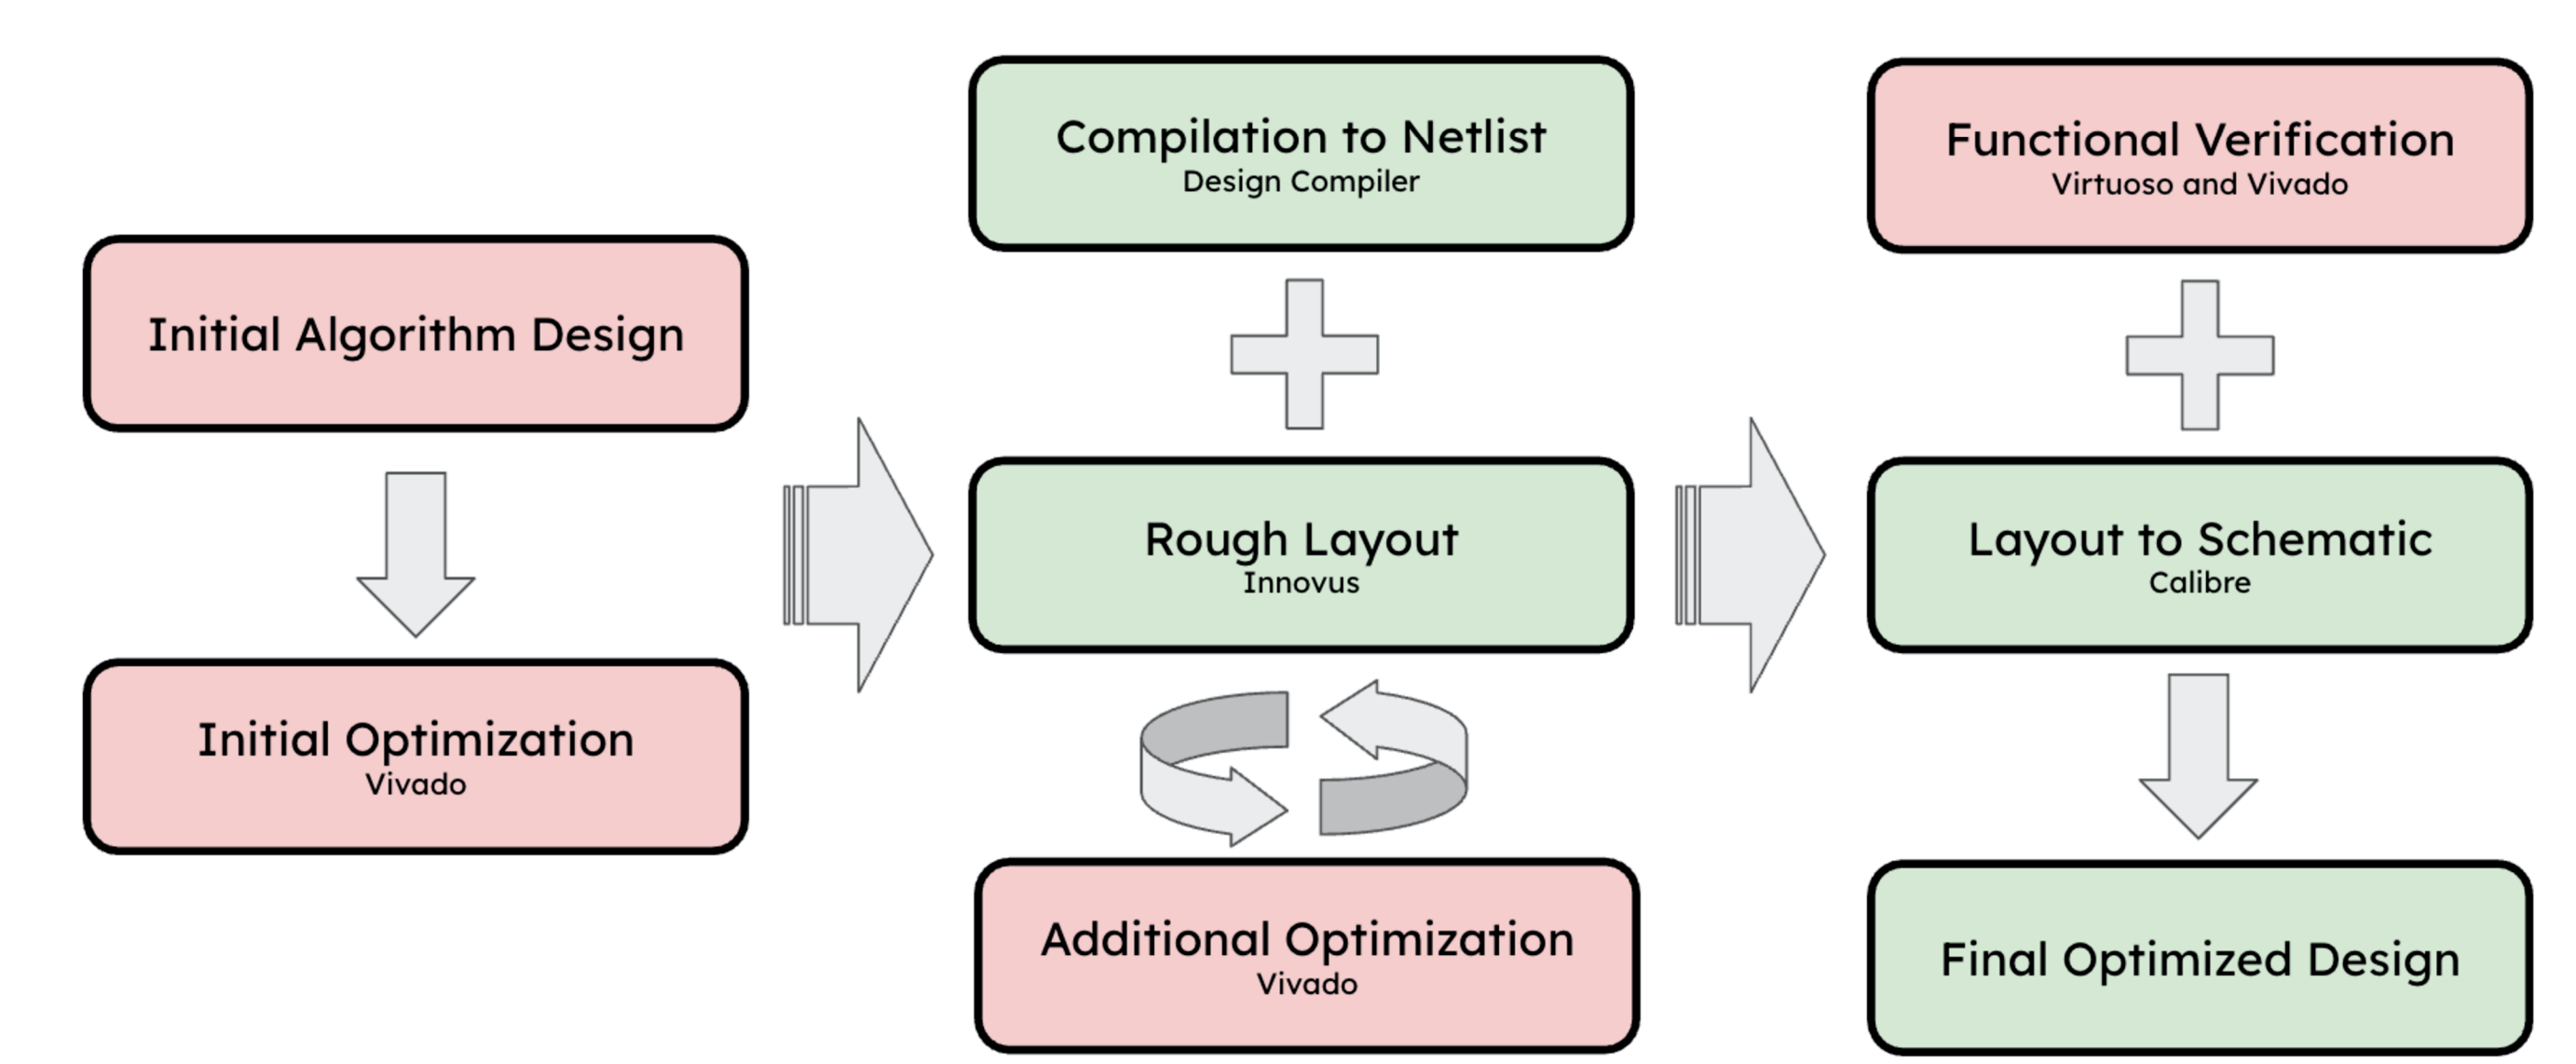 Initial Algorithm Design
Initial Optimization
Vivado
Compilation to Netlist
Design Compiler
Rough Layout
Innovus
Additional Optimization
Vivado
Functional Verification
Virtuoso and Vivado
Layout to Schematic
Calibre
Final Optimized Design